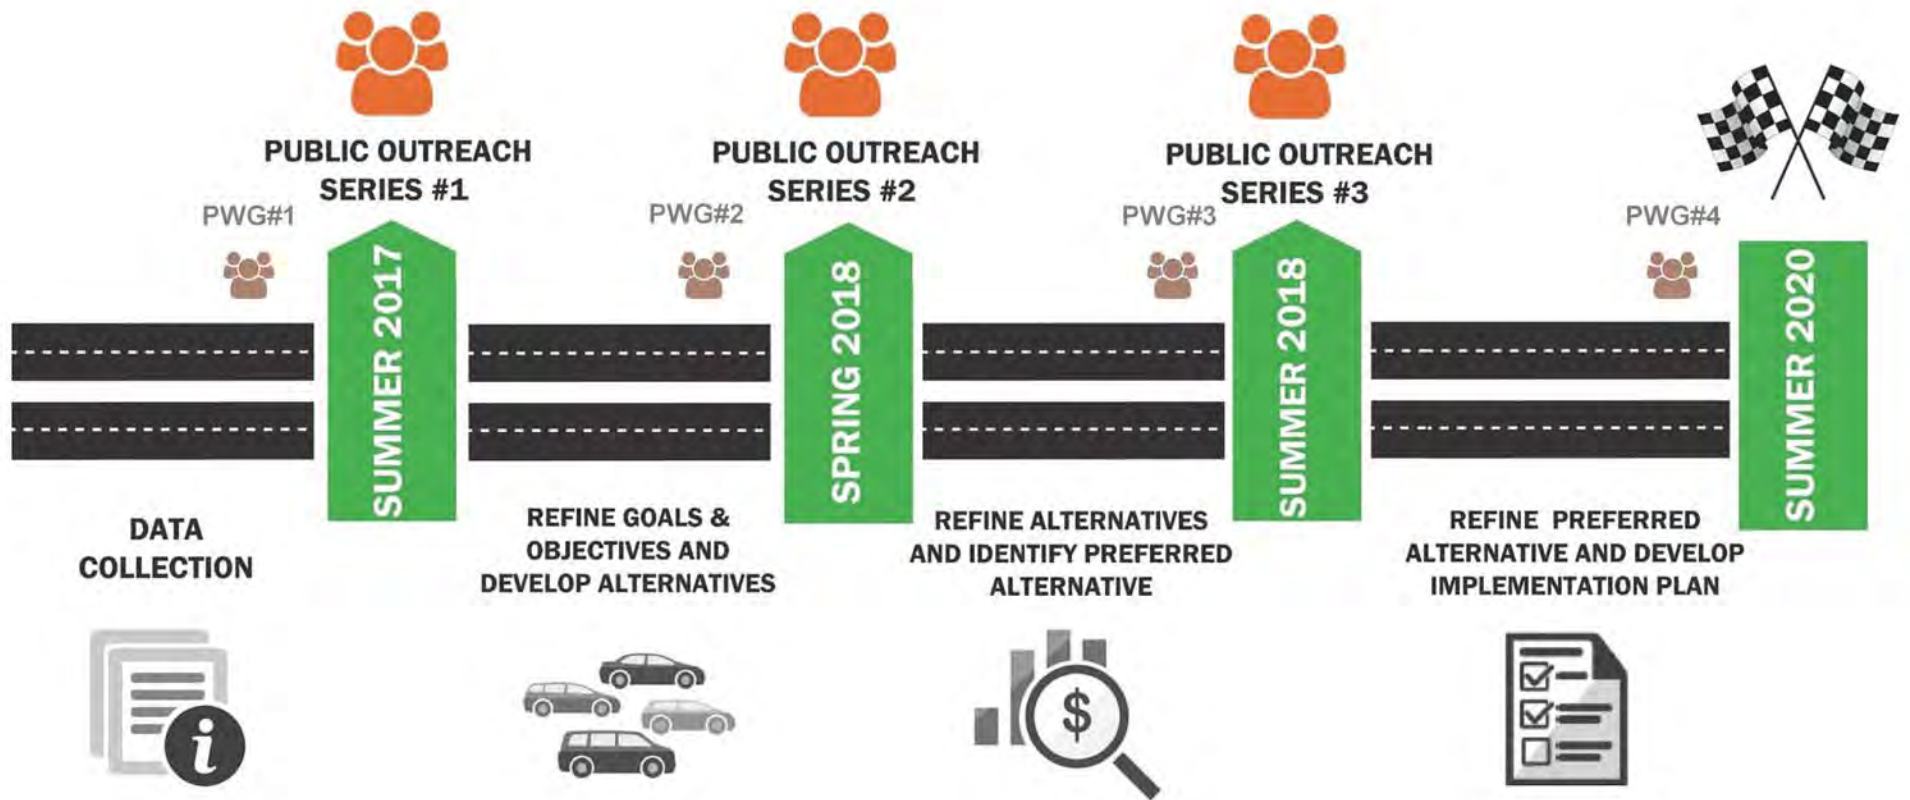 PUBLIC OUTREACH
SERIES #1
PUBLIC OUTREACH
SERIES #2
PUBLIC OUTREACH
SERIES #3
PWG#1
PWG#2
PWG#3
PWG#4
SUMMER 2017
SPRING 2018
SUMMER 2018
SUMMER 2020
DATA
COLLECTION
REFINE GOALS &
OBJECTIVES AND
DEVELOP ALTERNATIVES
REFINE ALTERNATIVES
AND IDENTIFY PREFERRED
ALTERNATIVE
REFINE PREFERRED
ALTERNATIVE AND DEVELOP
IMPLEMENTATION PLAN
i
$